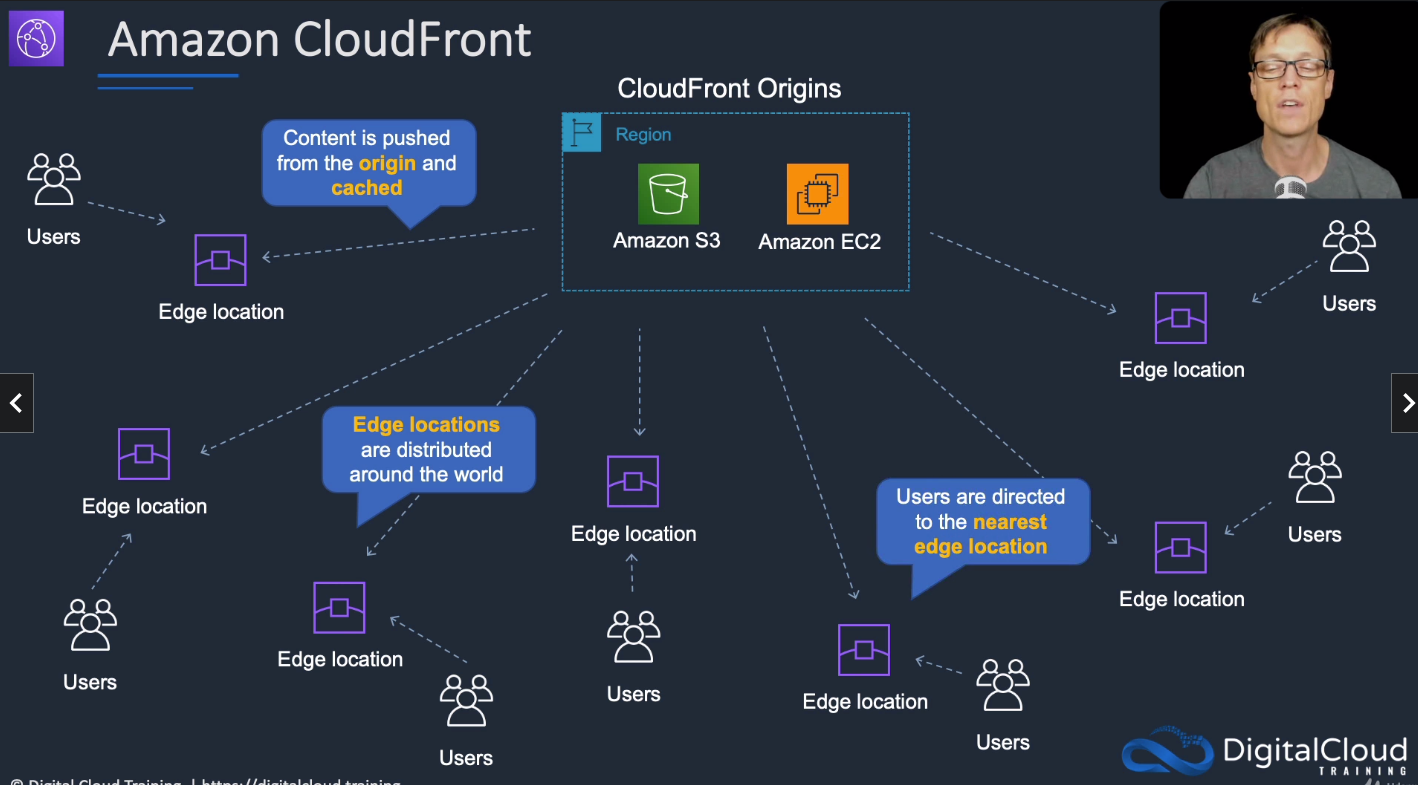 Amazon CloudFront
CloudFront Origins
Region
Amazon S3
Amazon EC2
Content is pushed
from the origin and
cached
Users
Edge location
Users
Edge location
Edge locations
are distributed
around the world
Edge location
Users
Edge location
Users
Edge location
Users
Users are directed
to the nearest
edge location
Edge location
Users
Users
Edge location
DigitalCloud
TRAINING
© Digital Cloud Training | https://digitalcloud.training